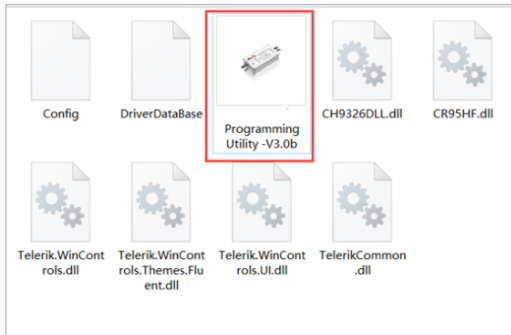 Config
DriverDataBase
Programming
Utility -V3.0b
CH9326DLL.dll
CR95HF.dll
Telerik.WinCont
rols.dll
Telerik.WinCont
rols.Themes.Flu
ent.dll
Telerik.WinCont
rols.UI.dll
TelerikCommon
.dll